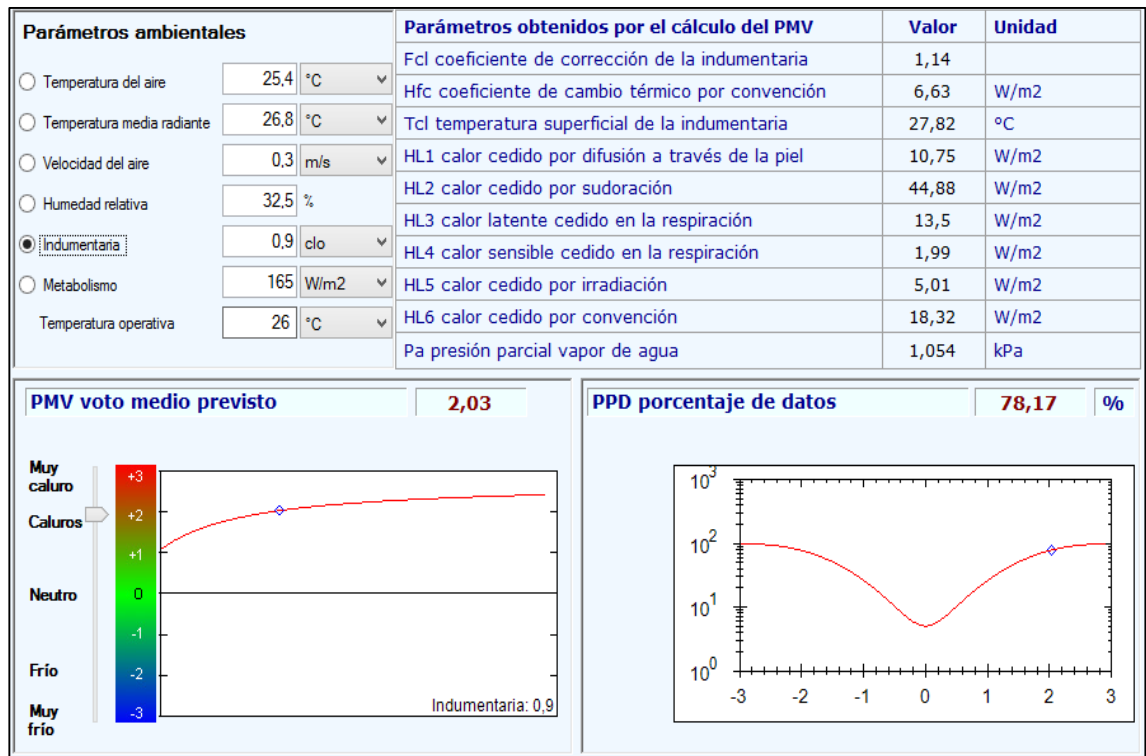 Parámetros ambientales
Temperatura del aire 25,4 °C
Temperatura media radiante 26,8 °C
Velocidad del aire 0,3 m/s
Humedad relativa 32,5 %
Indumentaria 0,9 clo
Metabolismo 165 W/m2
Temperatura operativa 26 °C
Parámetros obtenidos por el cálculo del PMV Valor Unidad
Fcl coeficiente de corrección de la indumentaria 1,14
Hfc coeficiente de cambio térmico por convención 6,63 W/m2
Tcl temperatura superficial de la indumentaria 27,82 °C
HL1 calor cedido por difusión a través de la piel 10,75 W/m2
HL2 calor cedido por sudoración 44,88 W/m2
HL3 calor latente cedido en la respiración 13,5 W/m2
HL4 calor sensible cedido en la respiración 1,99 W/m2
HL5 calor cedido por irradiación 5,01 W/m2
HL6 calor cedido por convención 18,32 W/m2
Pa presión parcial vapor de agua 1,054 kPa
PMV voto medio previsto 2,03
Muy
caluro
Caluros
Neutro
Frío
Muy
frío
+3
+2
+1
0
-1
-2
-3
Indumentaria: 0,9
PPD porcentaje de datos 78,17 %
10³
10²
10¹
10⁰
-3 -2 -1 0 1 2 3